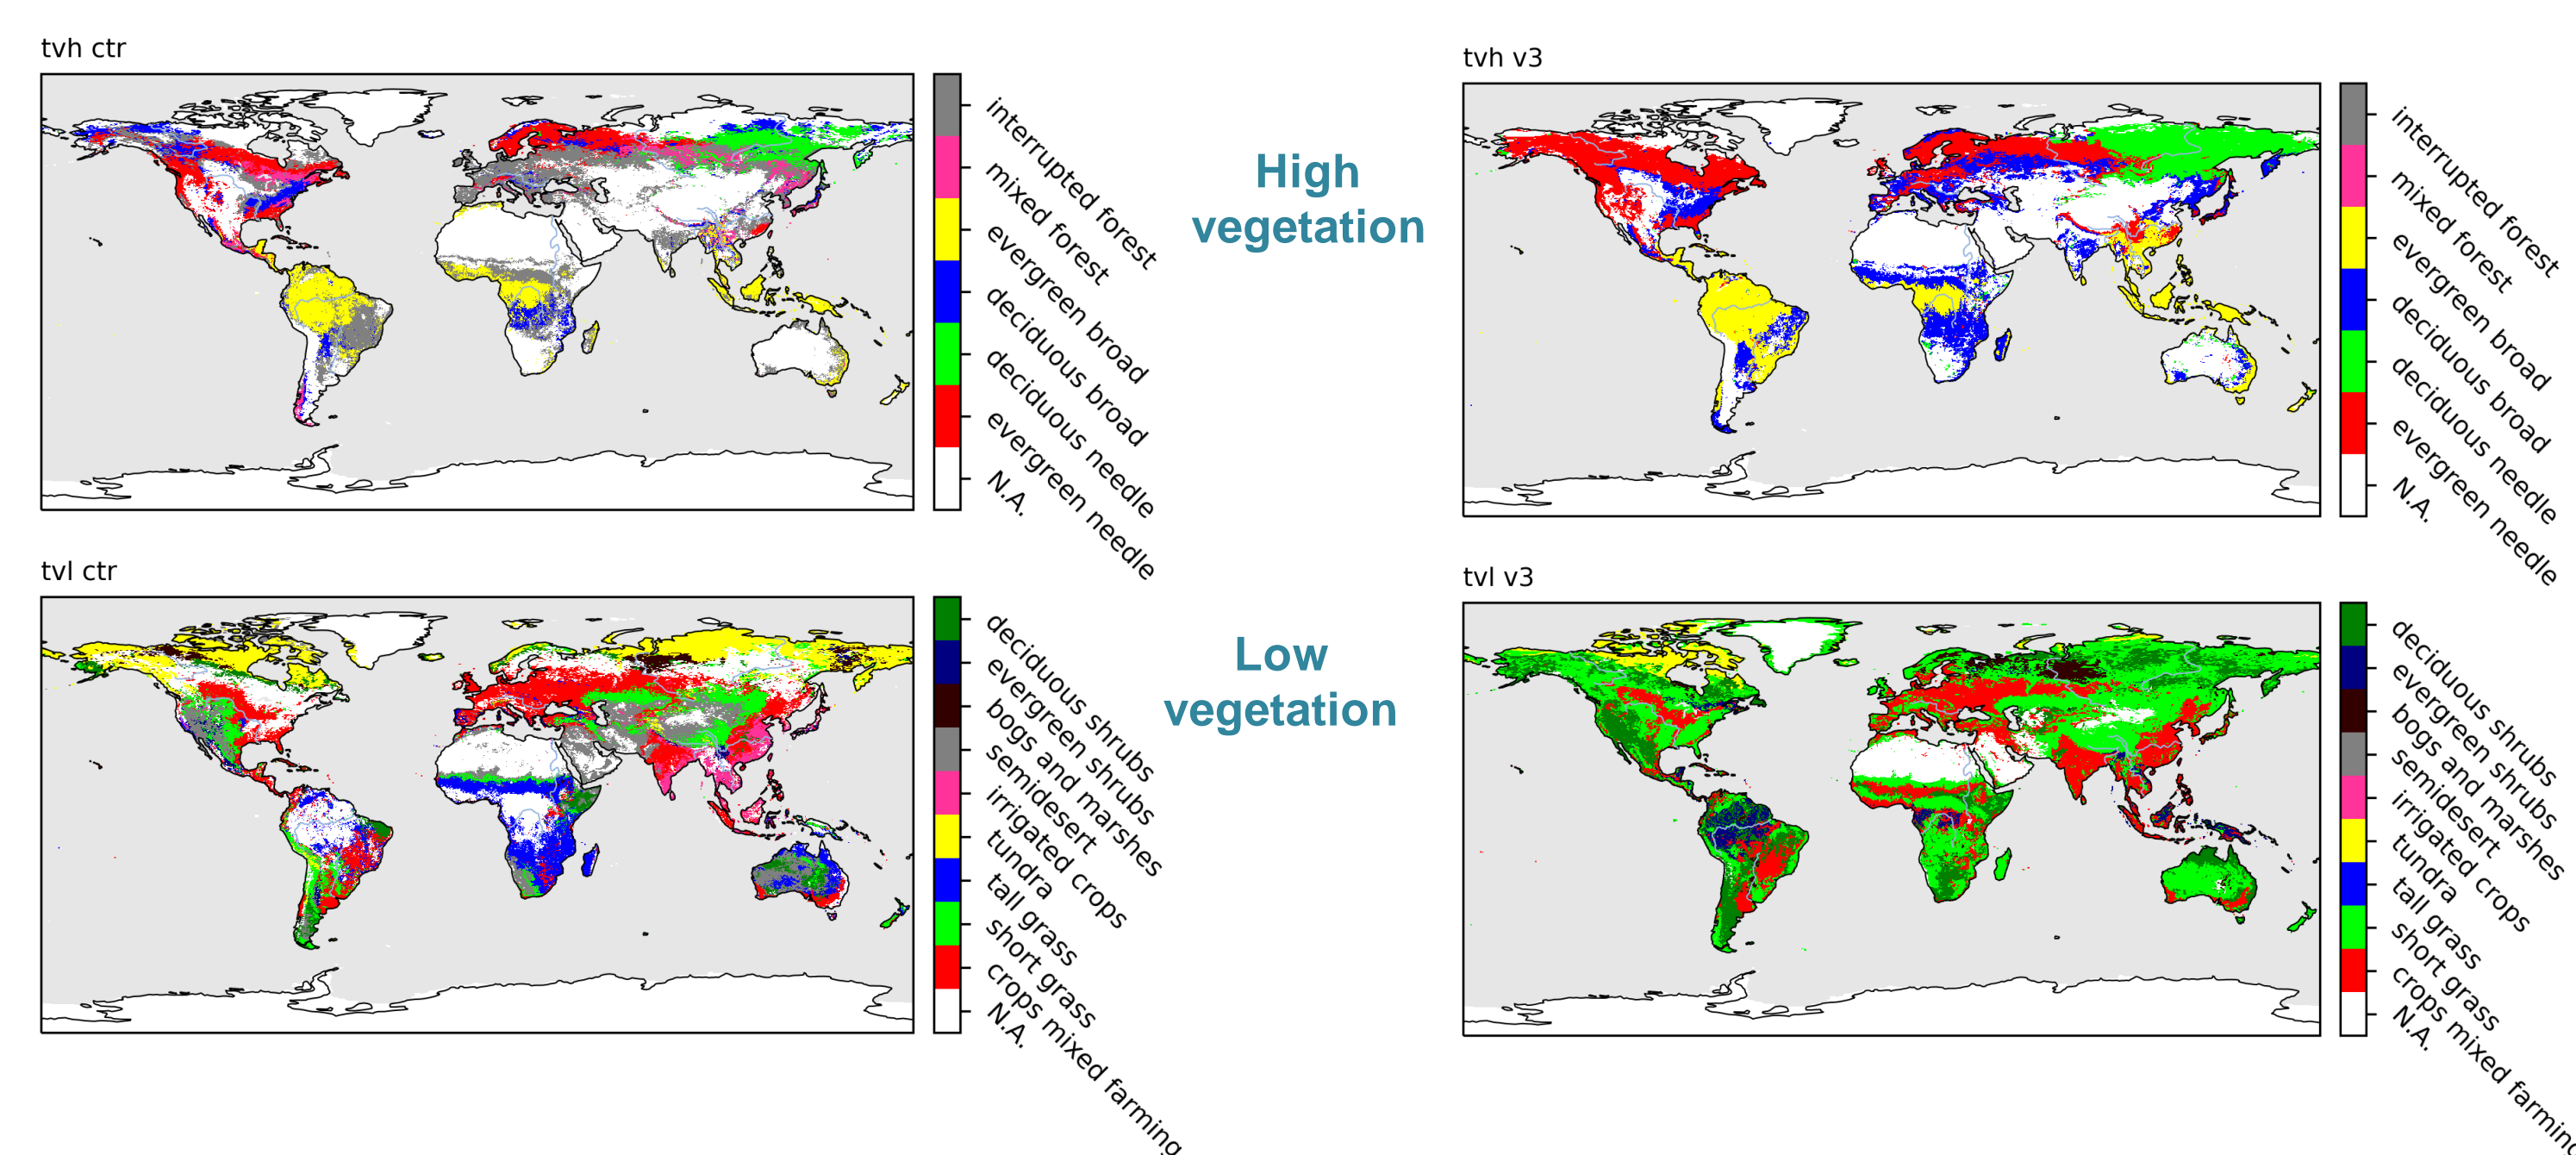 tvh ctr
interrupted forest
mixed forest
evergreen broad
deciduous broad
deciduous needle
evergreen needle
N.A.
High
vegetation
tvh v3
interrupted forest
mixed forest
evergreen broad
deciduous broad
deciduous needle
evergreen needle
N.A.
tvl ctr
deciduous shrubs
evergreen shrubs
bogs and marshes
semidesert
irrigated crops
tundra
tall grass
short grass
crops mixed farming
N.A.
Low
vegetation
tvl v3
deciduous shrubs
evergreen shrubs
bogs and marshes
semidesert
irrigated crops
tundra
tall grass
short grass
crops mixed farming
N.A.